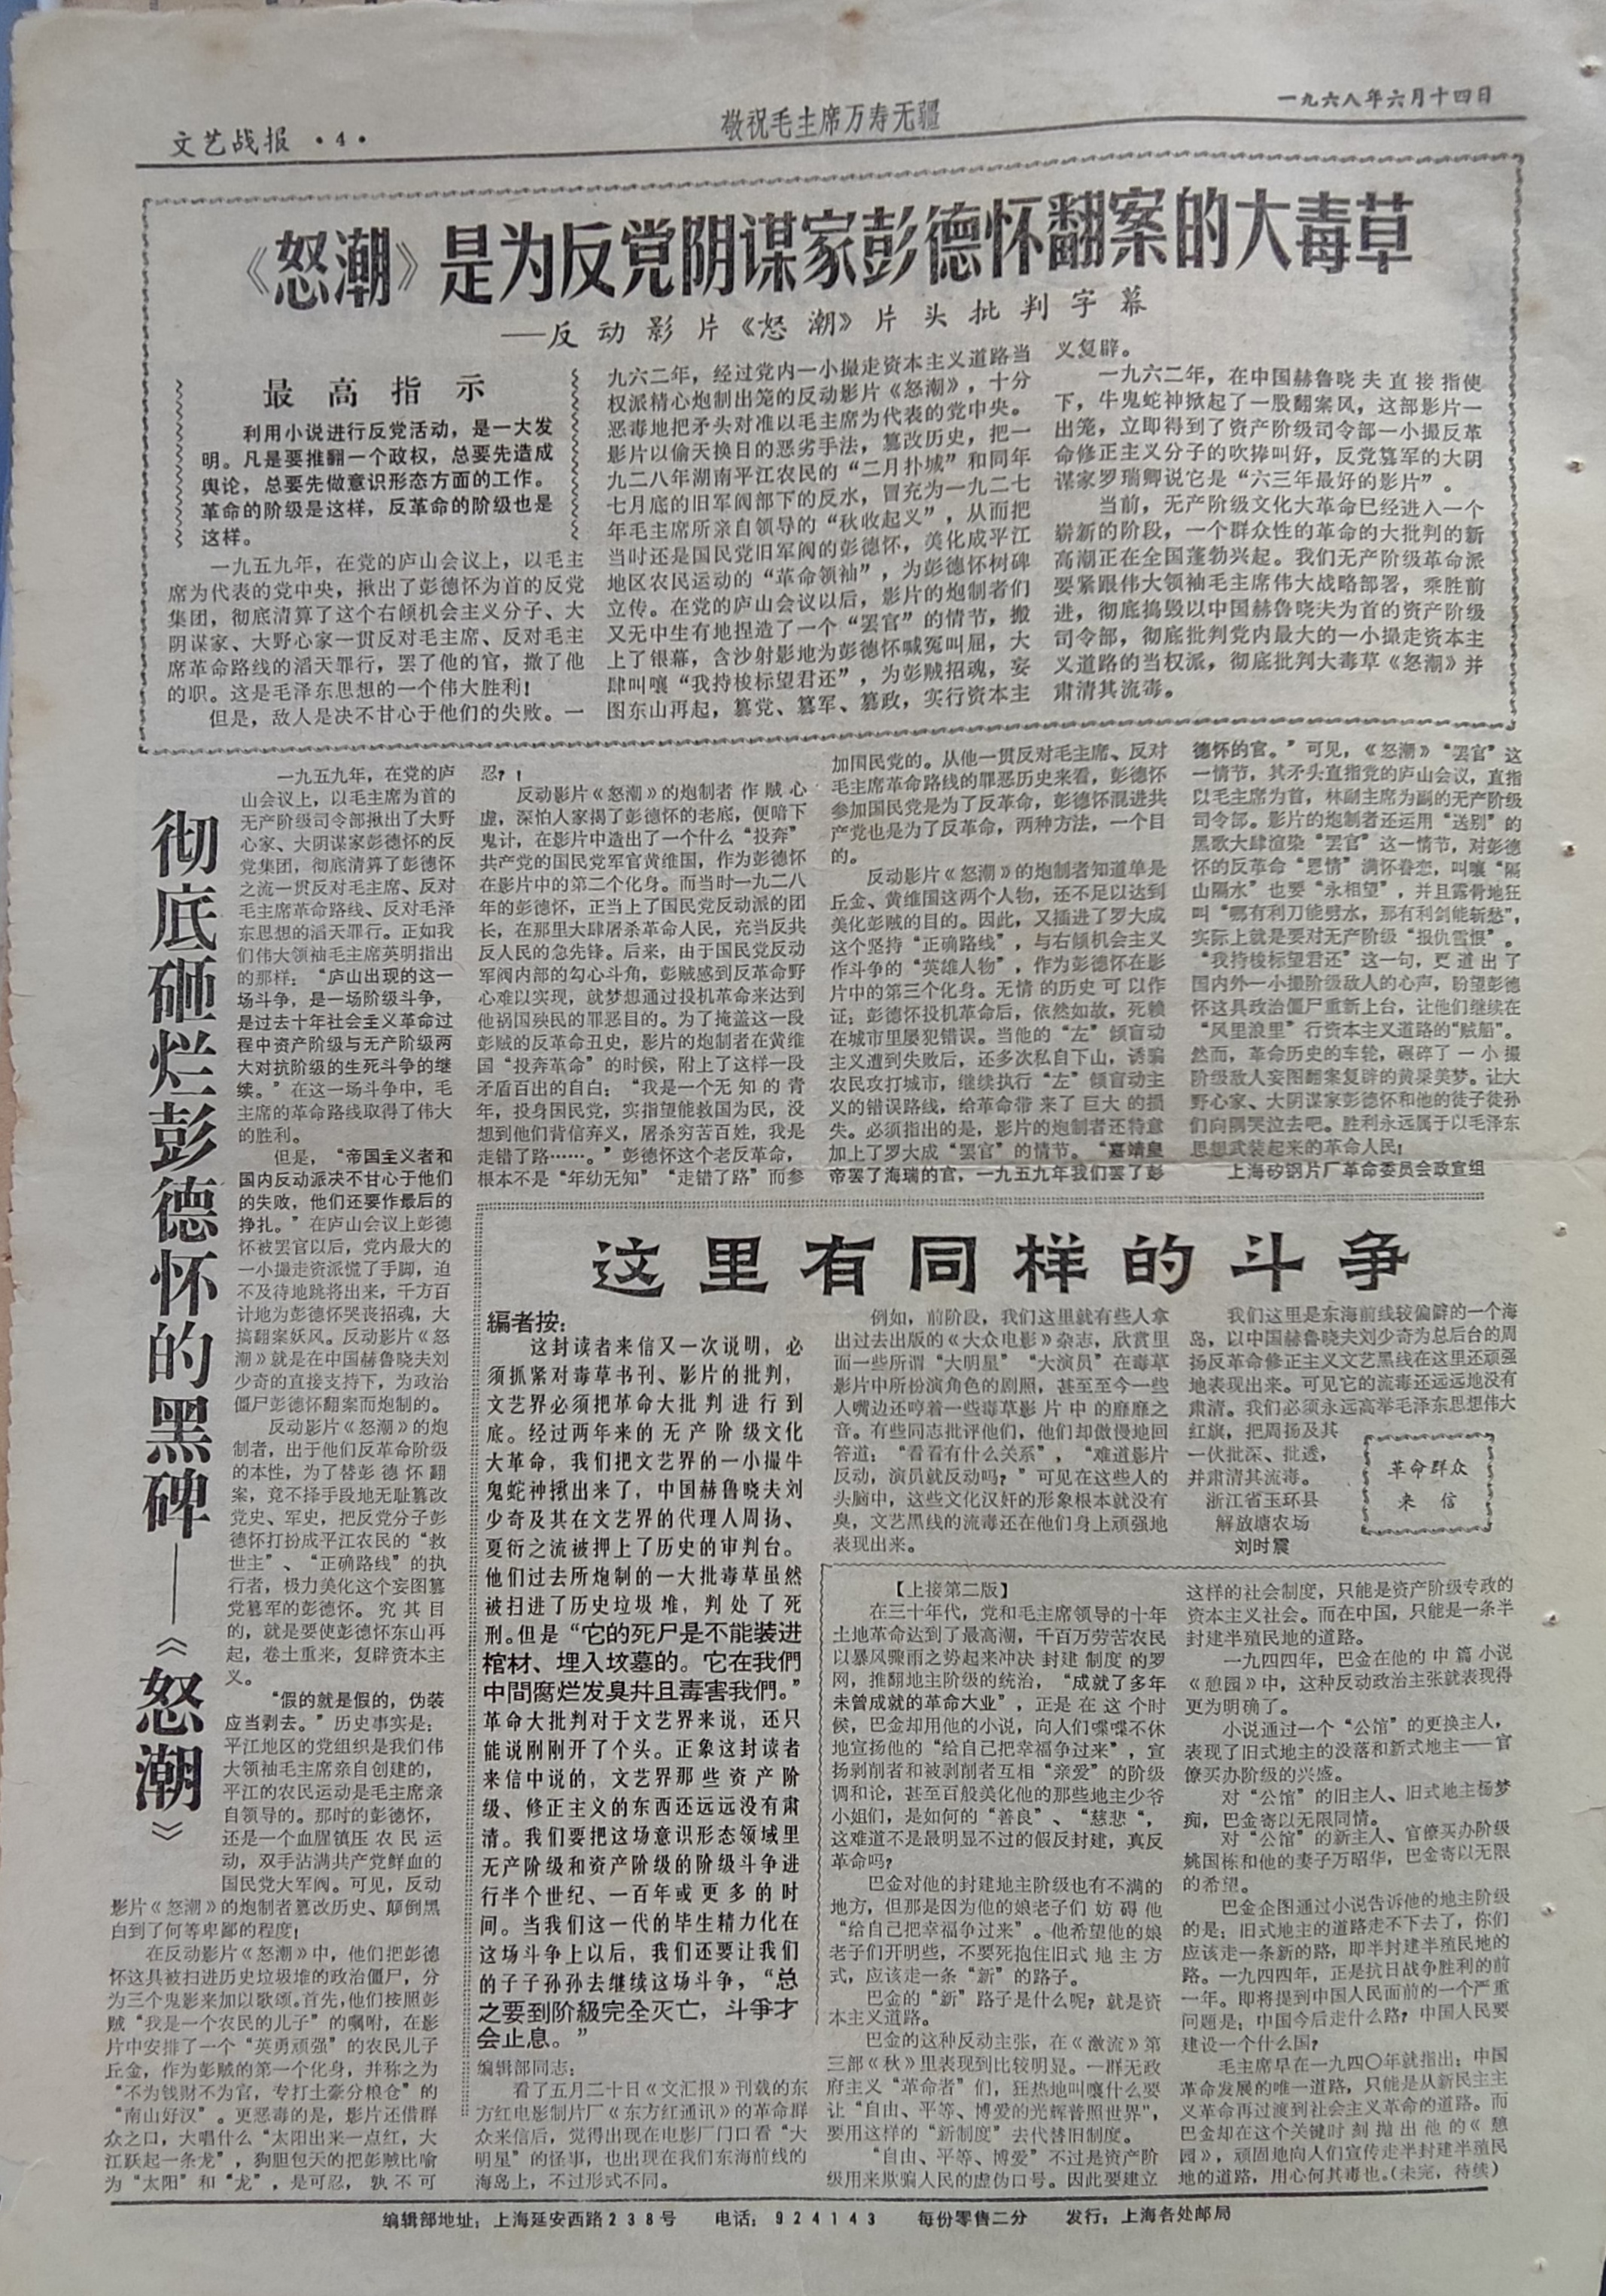 文艺战报 ·4·
敬祝毛主席万寿无疆
一九六八年六月十四日
《怒潮》是为反党阴谋家彭德怀翻案的大毒草
——反动影片《怒潮》片头批判字幕
最高指示
利用小说进行反党活动，是一大发
明。凡是要推翻一个政权，总要先造成
舆论，总要先做意识形态方面的工作。
革命的阶级是这样，反革命的阶级也是
这样。
一九五九年，在党的庐山会议上，以毛主
席为代表的党中央，揪出了彭德怀为首的反党
集团，彻底清算了这个右倾机会主义分子、大
阴谋家、大野心家一贯反对毛主席、反对毛主
席革命路线的滔天罪行，罢了他的官，撤了他
的职。这是毛泽东思想的一个伟大胜利！
但是，敌人是决不甘心于他们的失败。一
九六二年，经过党内一小撮走资本主义道路当
权派精心炮制出笼的反动影片《怒潮》，十分
恶毒地把矛头对准以毛主席为代表的党中央。
影片以偷天换日的恶劣手法，篡改历史，把一
九二八年湖南平江农民的“二月扑城”和同年
七月底的旧军阀部下的反水，冒充为一九二七
年毛主席所亲自领导的“秋收起义”，从而把
当时还是国民党旧军阀的彭德怀，美化成平江
地区农民运动的“革命领袖”，为彭德怀树碑
立传。在党的庐山会议以后，影片的炮制者们
又无中生有地捏造了一个“罢官”的情节，搬
上了银幕，含沙射影地为彭德怀喊冤叫屈，大
肆叫嚷“我持梭标望君还”，为彭贼招魂，妄
图东山再起，篡党、篡军、篡政，实行资本主
义复辟。
一九六二年，在中国赫鲁晓夫直接指使
下，牛鬼蛇神掀起了一股翻案风，这部影片一
出笼，立即得到了资产阶级司令部一小撮反革
命修正主义分子的吹捧叫好，反党篡军的大阴
谋家罗瑞卿说它是“六三年最好的影片”。
当前，无产阶级文化大革命已经进入一个
崭新的阶段，一个群众性的革命的大批判的新
高潮正在全国蓬勃兴起。我们无产阶级革命派
要紧跟伟大领袖毛主席伟大战略部署，乘胜前
进，彻底捣毁以中国赫鲁晓夫为首的资产阶级
司令部，彻底批判党内最大的一小撮走资本主
义道路的当权派，彻底批判大毒草《怒潮》并
肃清其流毒。
彻底砸烂彭德怀的黑碑——《怒潮》
一九五九年，在党的庐
山会议上，以毛主席为首的
无产阶级司令部揪出了大野
心家、大阴谋家彭德怀的反
党集团，彻底清算了彭德怀
之流一贯反对毛主席、反对
毛主席革命路线、反对毛泽
东思想的滔天罪行。正如我
们伟大领袖毛主席英明指出
的那样：“庐山出现的这一
场斗争，是一场阶级斗争，
是过去十年社会主义革命过
程中资产阶级与无产阶级两
大对抗阶级的生死斗争的继
续。”在这一场斗争中，毛
主席的革命路线取得了伟大
的胜利。
但是，“帝国主义者和
国内反动派决不甘心于他们
的失败，他们还要作最后的
挣扎。”在庐山会议上彭德
怀被罢官以后，党内最大的
一小撮走资派慌了手脚，迫
不及待地跳将出来，千方百
计地为彭德怀哭丧招魂，大
搞翻案妖风。反动影片《怒
潮》就是在中国赫鲁晓夫刘
少奇的直接支持下，为政治
僵尸彭德怀翻案而炮制的。
反动影片《怒潮》的炮
制者，出于他们反革命阶级
的本性，为了替彭德怀翻
案，竟不择手段地无耻篡改
党史、军史，把反党分子彭
德怀打扮成平江农民的“救
世主”、“正确路线”的执
行者，极力美化这个妄图篡
党篡军的彭德怀。究其目
的，就是要使彭德怀东山再
起，卷土重来，复辟资本主
义。
“假的就是假的，伪装
应当剥去。”历史事实是：
平江地区的党组织是我们伟
大领袖毛主席亲自创建的，
平江的农民运动是毛主席亲
自领导的。那时的彭德怀，
还是一个血腥镇压农民运
动，双手沾满共产党鲜血的
国民党大军阀。可见，反动
影片《怒潮》的炮制者篡改历史、颠倒黑
白到了何等卑鄙的程度！
在反动影片《怒潮》中，他们把彭德
怀这具被扫进历史垃圾堆的政治僵尸，分
为三个鬼影来加以歌颂。首先，他们按照彭
贼“我是一个农民的儿子”的嘱咐，在影
片中安排了一个“英勇顽强”的农民儿子
丘金，作为彭贼的第一个化身，并称之为
“不为钱财不为官，专打土豪分粮仓”的
“南山好汉”。更恶毒的是，影片还借群
众之口，大唱什么“太阳出来一点红，大
江跃起一条龙”，狗胆包天的把彭贼比喻
为“太阳”和“龙”，是可忍，孰不可
忍？！
反动影片《怒潮》的炮制者作贼心
虚，深怕人家揭了彭德怀的老底，便暗下
鬼计，在影片中造出了一个什么“投奔”
共产党的国民党军官黄维国，作为彭德怀
在影片中的第二个化身。而当时一九二八
年的彭德怀，正当上了国民党反动派的团
长，在那里大肆屠杀革命人民，充当反共
反人民的急先锋。后来，由于国民党反动
军阀内部的勾心斗角，彭贼感到反革命野
心难以实现，就梦想通过投机革命来达到
他祸国殃民的罪恶目的。为了掩盖这一段
彭贼的反革命丑史，影片的炮制者在黄维
国“投奔革命”的时候，附上了这样一段
矛盾百出的自白：“我是一个无知的青
年，投身国民党，实指望能救国为民，没
想到他们背信弃义，屠杀穷苦百姓，我是
走错了路……。”彭德怀这个老反革命，
根本不是“年幼无知”“走错了路”而参
加国民党的。从他一贯反对毛主席、反对
毛主席革命路线的罪恶历史来看，彭德怀
参加国民党是为了反革命，彭德怀混进共
产党也是为了反革命，两种方法，一个目
的。
反动影片《怒潮》的炮制者知道单是
丘金、黄维国这两个人物，还不足以达到
美化彭贼的目的。因此，又插进了罗大成
这个坚持“正确路线”，与右倾机会主义
作斗争的“英雄人物”，作为彭德怀在影
片中的第三个化身。无情的历史可以作
证：彭德怀投机革命后，依然如故，死赖
在城市里屡犯错误。当他的“左”倾盲动
主义遭到失败后，还多次私自下山，诱骗
农民攻打城市，继续执行“左”倾盲动主
义的错误路线，给革命带来了巨大的损
失。必须指出的是，影片的炮制者还特意
加上了罗大成“罢官”的情节。“嘉靖皇
帝罢了海瑞的官，一九五九年我们罢了彭
德怀的官。”可见，《怒潮》“罢官”这
一情节，其矛头直指党的庐山会议，直指
以毛主席为首，林副主席为副的无产阶级
司令部。影片的炮制者还运用“送别”的
黑歌大肆渲染“罢官”这一情节，对彭德
怀的反革命“恩情”满怀眷恋，叫嚷“隔
山隔水”也要“永相望”，并且露骨地狂
叫“哪有利刀能劈水，那有利剑能斩愁”，
实际上就是要对无产阶级“报仇雪恨”。
“我持梭标望君还”这一句，更道出了
国内外一小撮阶级敌人的心声，盼望彭德
怀这具政治僵尸重新上台，让他们继续在
“风里浪里”行资本主义道路的“贼船”。
然而，革命历史的车轮，碾碎了一小撮
阶级敌人妄图翻案复辟的黄梁美梦。让大
野心家、大阴谋家彭德怀和他的徒子徒孙
们向隅哭泣去吧。胜利永远属于以毛泽东
思想武装起来的革命人民！
上海矽钢片厂革命委员会政宣组
这里有同样的斗争
編者按：
这封读者来信又一次说明，必
须抓紧对毒草书刊、影片的批判，
文艺界必须把革命大批判进行到
底。经过两年来的无产阶级文化
大革命，我们把文艺界的一小撮牛
鬼蛇神揪出来了，中国赫鲁晓夫刘
少奇及其在文艺界的代理人周扬、
夏衍之流被押上了历史的审判台。
他们过去所炮制的一大批毒草虽然
被扫进了历史垃圾堆，判处了死
刑。但是“它的死尸是不能装进
棺材、埋入坟墓的。它在我們
中間腐烂发臭幷且毒害我們。”
革命大批判对于文艺界来说，还只
能说刚刚开了个头。正象这封读者
来信中说的，文艺界那些资产阶
级、修正主义的东西还远远没有肃
清。我们要把这场意识形态领域里
无产阶级和资产阶级的阶级斗争进
行半个世纪、一百年或更多的时
间。当我们这一代的毕生精力化在
这场斗争上以后，我们还要让我们
的子子孙孙去继续这场斗争，“总
之要到阶級完全灭亡，斗爭才
会止息。”
编辑部同志：
看了五月二十日《文汇报》刊载的东
方红电影制片厂《东方红通讯》的革命群
众来信后，觉得出现在电影厂门口看“大
明星”的怪事，也出现在我们东海前线的
海岛上，不过形式不同。
例如，前阶段，我们这里就有些人拿
出过去出版的《大众电影》杂志，欣赏里
面一些所谓“大明星”“大演员”在毒草
影片中所扮演角色的剧照，甚至至今一些
人嘴边还哼着一些毒草影片中的靡靡之
音。有些同志批评他们，他们却傲慢地回
答道：“看看有什么关系”，“难道影片
反动，演员就反动吗？”可见在这些人的
头脑中，这些文化汉奸的形象根本就没有
臭，文艺黑线的流毒还在他们身上顽强地
表现出来。
我们这里是东海前线较偏僻的一个海
岛，以中国赫鲁晓夫刘少奇为总后台的周
扬反革命修正主义文艺黑线在这里还顽强
地表现出来。可见它的流毒还远远地没有
肃清。我们必须永远高举毛泽东思想伟大
红旗，把周扬及其
一伙批深、批透，
并肃清其流毒。
浙江省玉环县
解放塘农场
刘时震
革命群众
来信
【上接第二版】
在三十年代，党和毛主席领导的十年
土地革命达到了最高潮，千百万劳苦农民
以暴风骤雨之势起来冲决封建制度的罗
网，推翻地主阶级的统治，“成就了多年
未曾成就的革命大业”，正是在这个时
候，巴金却用他的小说，向人们喋喋不休
地宣扬他的“给自己把幸福争过来”，宣
扬剥削者和被剥削者互相“亲爱”的阶级
调和论，甚至百般美化他的那些地主少爷
小姐们，是如何的“善良”、“慈悲“，
这难道不是最明显不过的假反封建，真反
革命吗？
巴金对他的封建地主阶级也有不满的
地方，但那是因为他的娘老子们妨碍他
“给自己把幸福争过来”。他希望他的娘
老子们开明些，不要死抱住旧式地主方
式，应该走一条“新”的路子。
巴金的“新”路子是什么呢？就是资
本主义道路。
巴金的这种反动主张，在《激流》第
三部《秋》里表现到比较明显。一群无政
府主义“革命者”们，狂热地叫嚷什么要
让“自由、平等、博爱的光辉普照世界”，
要用这样的“新制度”去代替旧制度。
“自由、平等、博爱”不过是资产阶
级用来欺骗人民的虚伪口号。因此要建立
这样的社会制度，只能是资产阶级专政的
资本主义社会。而在中国，只能是一条半
封建半殖民地的道路。
一九四四年，巴金在他的中篇小说
《憩园》中，这种反动政治主张就表现得
更为明确了。
小说通过一个“公馆”的更换主人，
表现了旧式地主的没落和新式地主——官
僚买办阶级的兴盛。
对“公馆”的旧主人、旧式地主杨梦
痴，巴金寄以无限同情。
对“公馆”的新主人、官僚买办阶级
姚国栋和他的妻子万昭华，巴金寄以无限
的希望。
巴金企图通过小说告诉他的地主阶级
的是：旧式地主的道路走不下去了，你们
应该走一条新的路，即半封建半殖民地的
路。一九四四年，正是抗日战争胜利的前
一年。即将提到中国人民面前的一个严重
问题是：中国今后走什么路？中国人民要
建设一个什么国？
毛主席早在一九四〇年就指出：中国
革命发展的唯一道路，只能是从新民主主
义革命再过渡到社会主义革命的道路。而
巴金却在这个关键时刻抛出他的《憩
园》，顽固地向人们宣传走半封建半殖民
地的道路，用心何其毒也。（未完，待续）
编辑部地址：上海延安西路238号 电话：924143 每份零售二分 发行：上海各处邮局